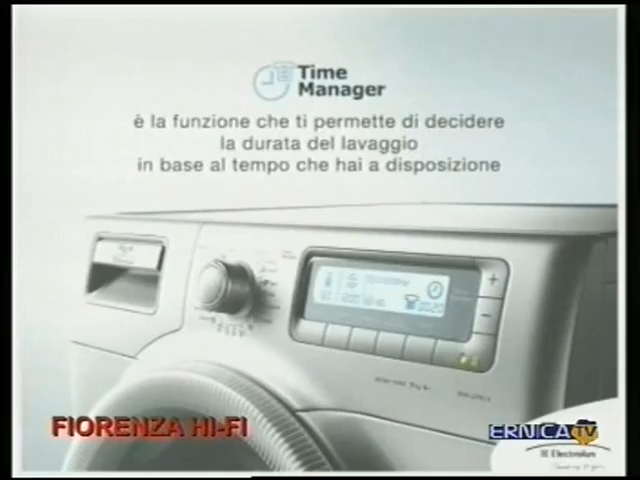 Time
Manager
è la funzione che ti permette di decidere
la durata del lavaggio
in base al tempo che hai a disposizione
FIORENZA HI-FI
ERNICA TV
Electrolux